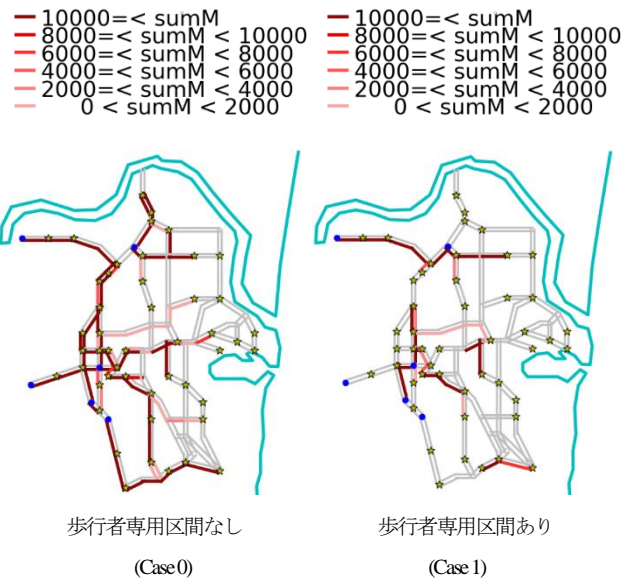 10000=< sumM
8000=< sumM < 10000
6000=< sumM < 8000
4000=< sumM < 6000
2000=< sumM < 4000
0 < sumM < 2000
10000=< sumM
8000=< sumM < 10000
6000=< sumM < 8000
4000=< sumM < 6000
2000=< sumM < 4000
0 < sumM < 2000
歩行者専用区間なし
(Case 0)
歩行者専用区間あり
(Case 1)